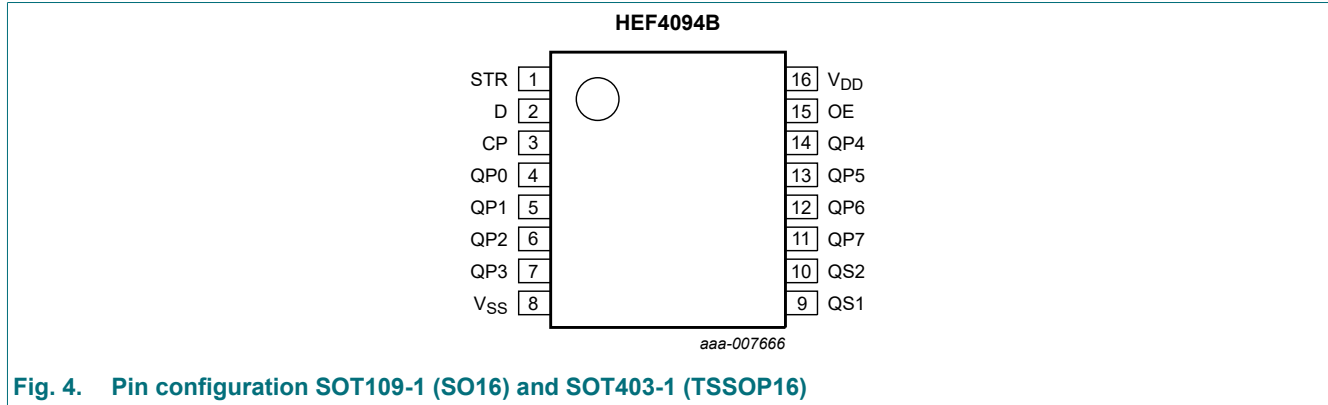 HEF4094B
STR 1 16 VDD
D 2 15 OE
CP 3 14 QP4
QP0 4 13 QP5
QP1 5 12 QP6
QP2 6 11 QP7
QP3 7 10 QS2
VSS 8 9 QS1
aaa-007666
Fig. 4. Pin configuration SOT109-1 (SO16) and SOT403-1 (TSSOP16)